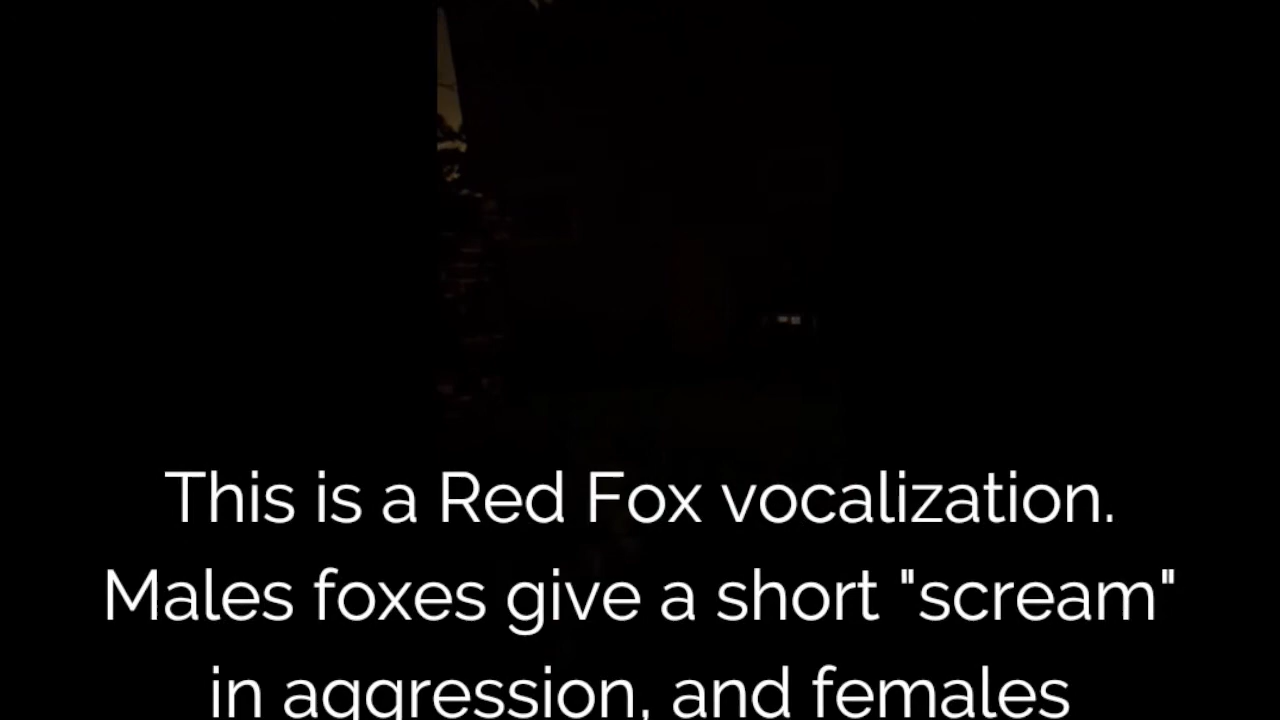 This is a Red Fox vocalization.
Males foxes give a short "scream"
in aggression, and females